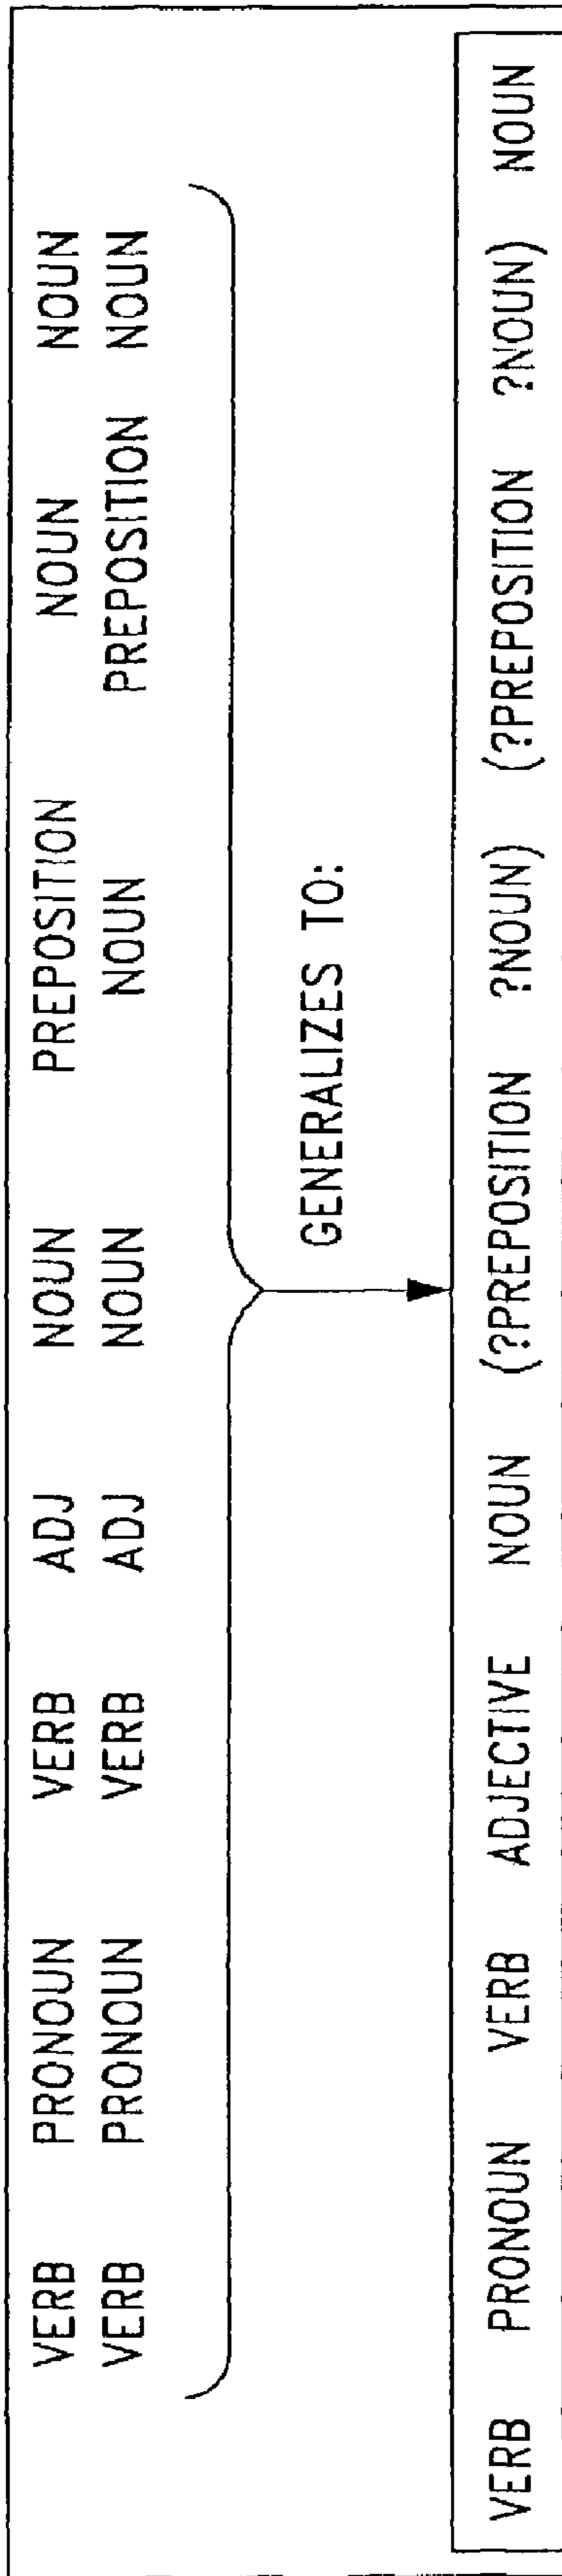 VERB PRONOUN VERB ADJ NOUN PREPOSITION NOUN NOUN
VERB PRONOUN VERB ADJ NOUN NOUN PREPOSITION NOUN
GENERALIZES TO:
VERB PRONOUN VERB ADJECTIVE NOUN (?PREPOSITION ?NOUN) (?PREPOSITION ?NOUN) NOUN